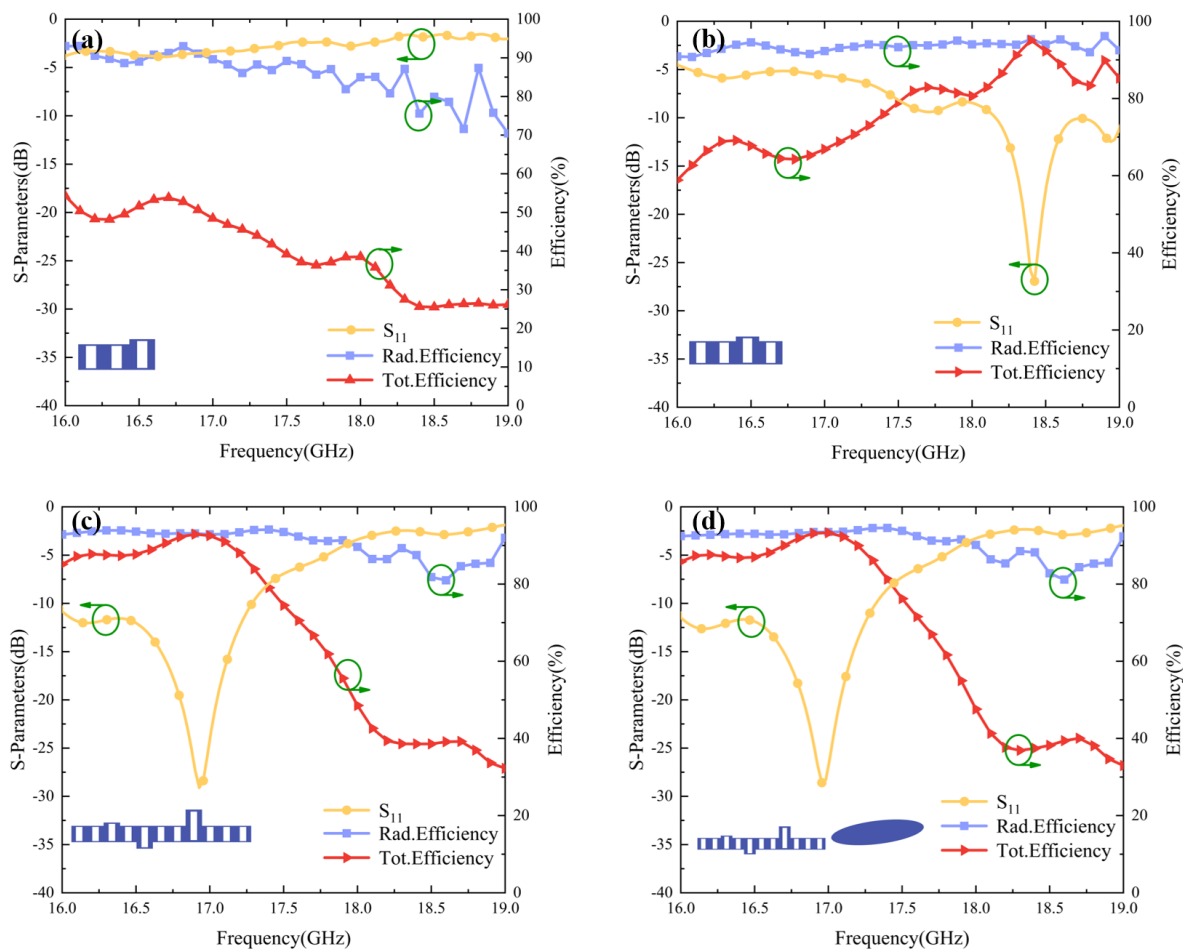 (a)
0
-5
-10
-15
-20
-25
-30
-35
-40
S-Parameters(dB)
100
90
80
70
60
50
40
30
20
10
0
Efficiency(%)
S11
Rad.Efficiency
Tot.Efficiency
16.0 16.5 17.0 17.5 18.0 18.5 19.0
Frequency(GHz)
(b)
0
-5
-10
-15
-20
-25
-30
-35
-40
S-Parameters(dB)
100
80
60
40
20
0
Efficiency(%)
S11
Rad.Efficiency
Tot.Efficiency
16.0 16.5 17.0 17.5 18.0 18.5 19.0
Frequency(GHz)
(c)
0
-5
-10
-15
-20
-25
-30
-35
-40
S-Parameters(dB)
100
80
60
40
20
0
Efficiency(%)
S11
Rad.Efficiency
Tot.Efficiency
16.0 16.5 17.0 17.5 18.0 18.5 19.0
Frequency(GHz)
(d)
0
-5
-10
-15
-20
-25
-30
-35
-40
S-Parameters(dB)
100
80
60
40
20
0
Efficiency(%)
S11
Rad.Efficiency
Tot.Efficiency
16.0 16.5 17.0 17.5 18.0 18.5 19.0
Frequency(GHz)